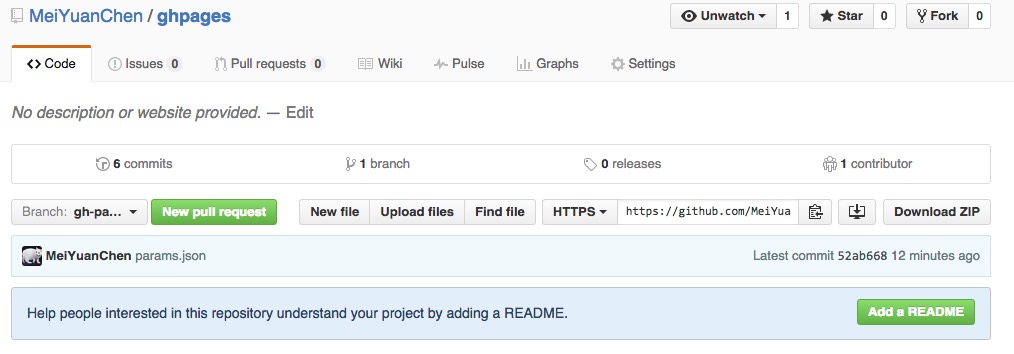 MeiYuanChen / ghpages Unwatch 1 Star 0 Fork 0
Code Issues 0 Pull requests 0 Wiki Pulse Graphs Settings
No description or website provided. — Edit
6 commits 1 branch 0 releases 1 contributor
Branch: gh-pa... New pull request New file Upload files Find file HTTPS https://github.com/MeiYua Download ZIP
MeiYuanChen params.json Latest commit 52ab668 12 minutes ago
Help people interested in this repository understand your project by adding a README. Add a README